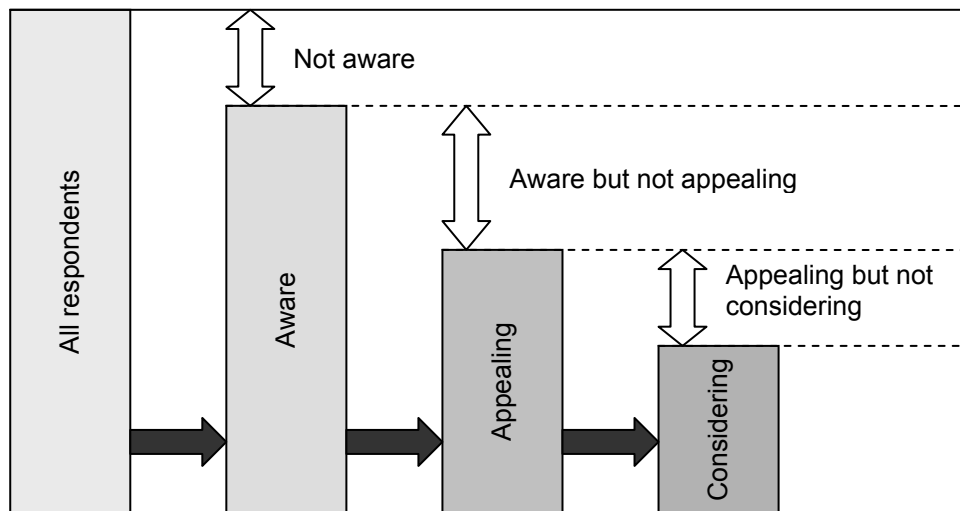 Not aware
Aware but not appealing
Appealing but not
considering
All respondents
Aware
Appealing
Considering